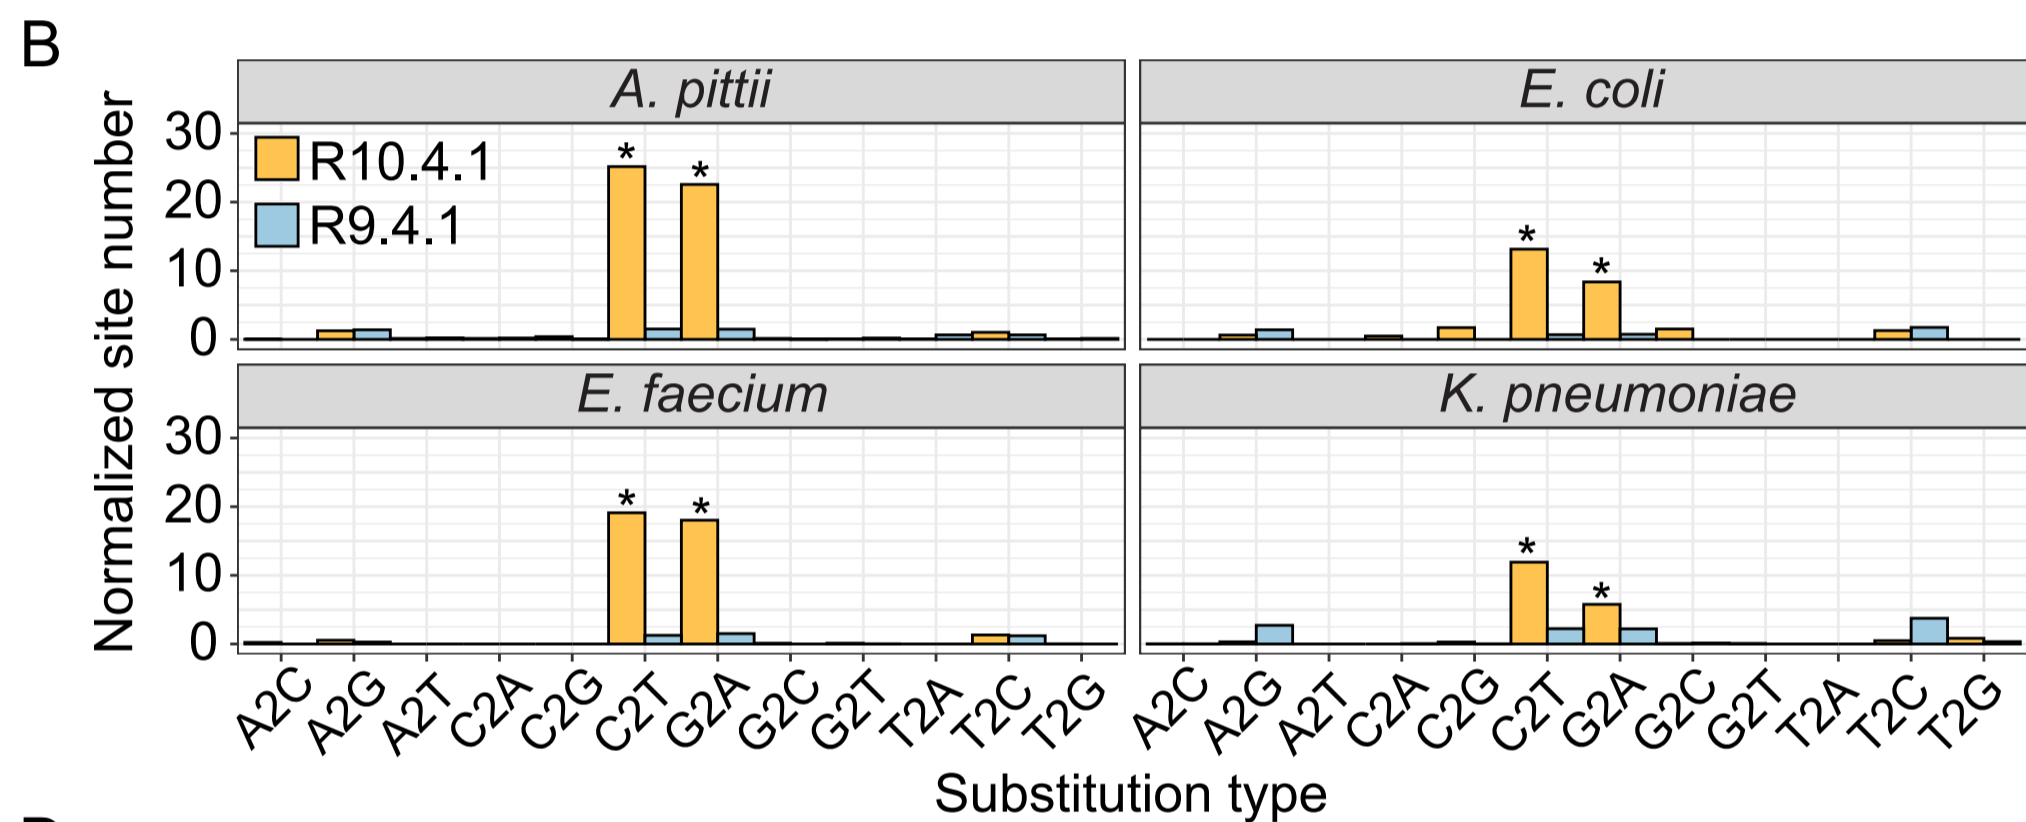 B
A. pittii
E. coli
Normalized site number
30
20
10
0
R10.4.1
R9.4.1
*
*
*
*
E. faecium
K. pneumoniae
30
20
10
0
*
*
*
*
A2C A2G A2T C2A C2G C2T G2A G2C G2T T2A T2C T2G
A2C A2G A2T C2A C2G C2T G2A G2C G2T T2A T2C T2G
Substitution type